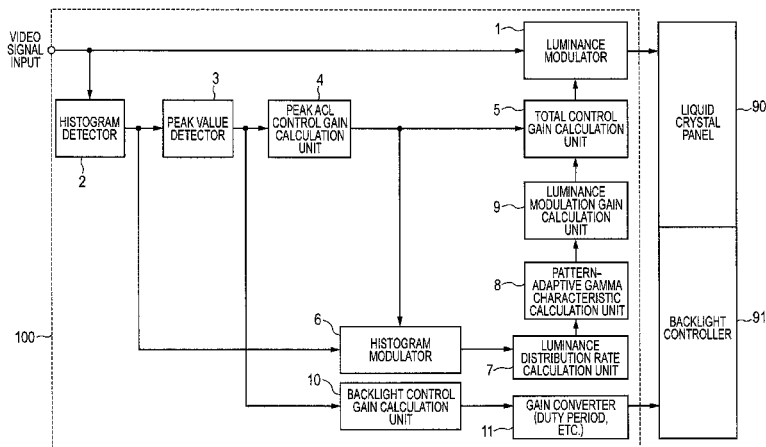 VIDEO
SIGNAL
INPUT
1
LUMINANCE
MODULATOR
2
HISTOGRAM
DETECTOR
3
PEAK VALUE
DETECTOR
4
PEAK ACL
CONTROL GAIN
CALCULATION
UNIT
5
TOTAL CONTROL
GAIN CALCULATION
UNIT
LIQUID
CRYSTAL
PANEL
90
9
LUMINANCE
MODULATION GAIN
CALCULATION
UNIT
8
PATTERN-
ADAPTIVE GAMMA
CHARACTERISTIC
CALCULATION UNIT
100
6
HISTOGRAM
MODULATOR
7
LUMINANCE
DISTRIBUTION RATE
CALCULATION UNIT
BACKLIGHT
CONTROLLER
91
10
BACKLIGHT CONTROL
GAIN CALCULATION
UNIT
11
GAIN CONVERTER
(DUTY PERIOD,
ETC.)